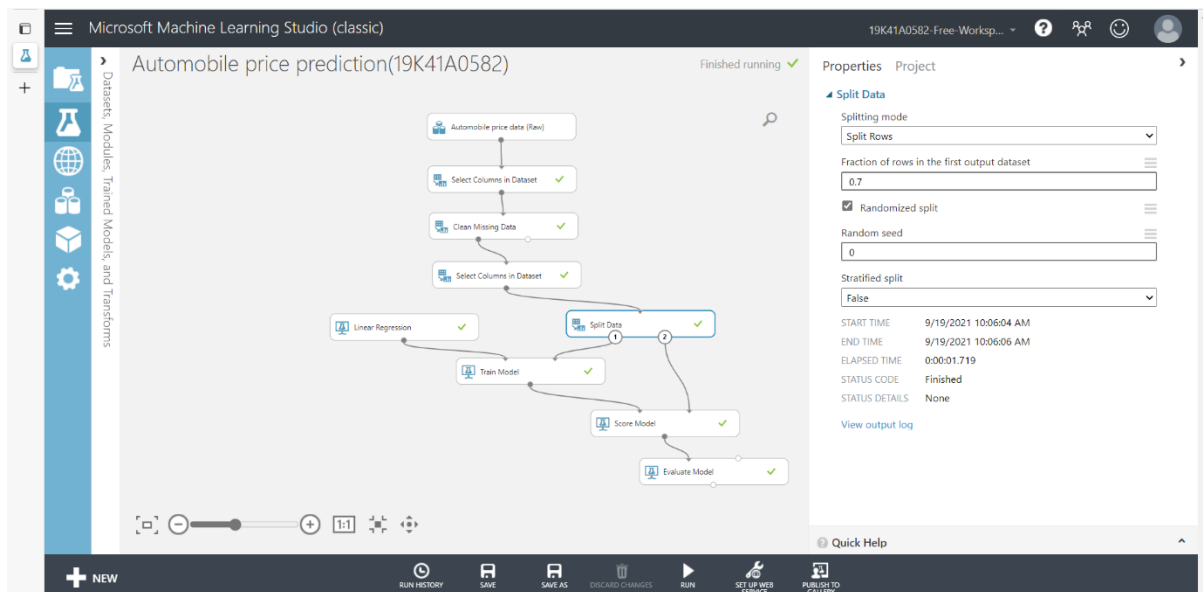 Microsoft Machine Learning Studio (classic)
19K41A0582-Free-Worksp...
Datasets, Modules, Trained Models, and Transforms
Automobile price prediction(19K41A0582)
Finished running
Automobile price data (Raw)
Select Columns in Dataset
Clean Missing Data
Select Columns in Dataset
Linear Regression
Split Data
1
2
Train Model
Score Model
Evaluate Model
1:1
Properties Project
Split Data
Splitting mode
Split Rows
Fraction of rows in the first output dataset
0.7
Randomized split
Random seed
0
Stratified split
False
START TIME 9/19/2021 10:06:04 AM
END TIME 9/19/2021 10:06:06 AM
ELAPSED TIME 0:00:01.719
STATUS CODE Finished
STATUS DETAILS None
View output log
Quick Help
NEW
RUN HISTORY
SAVE
SAVE AS
DISCARD CHANGES
RUN
SET UP WEB
SERVICE
PUBLISH TO
GALLERY